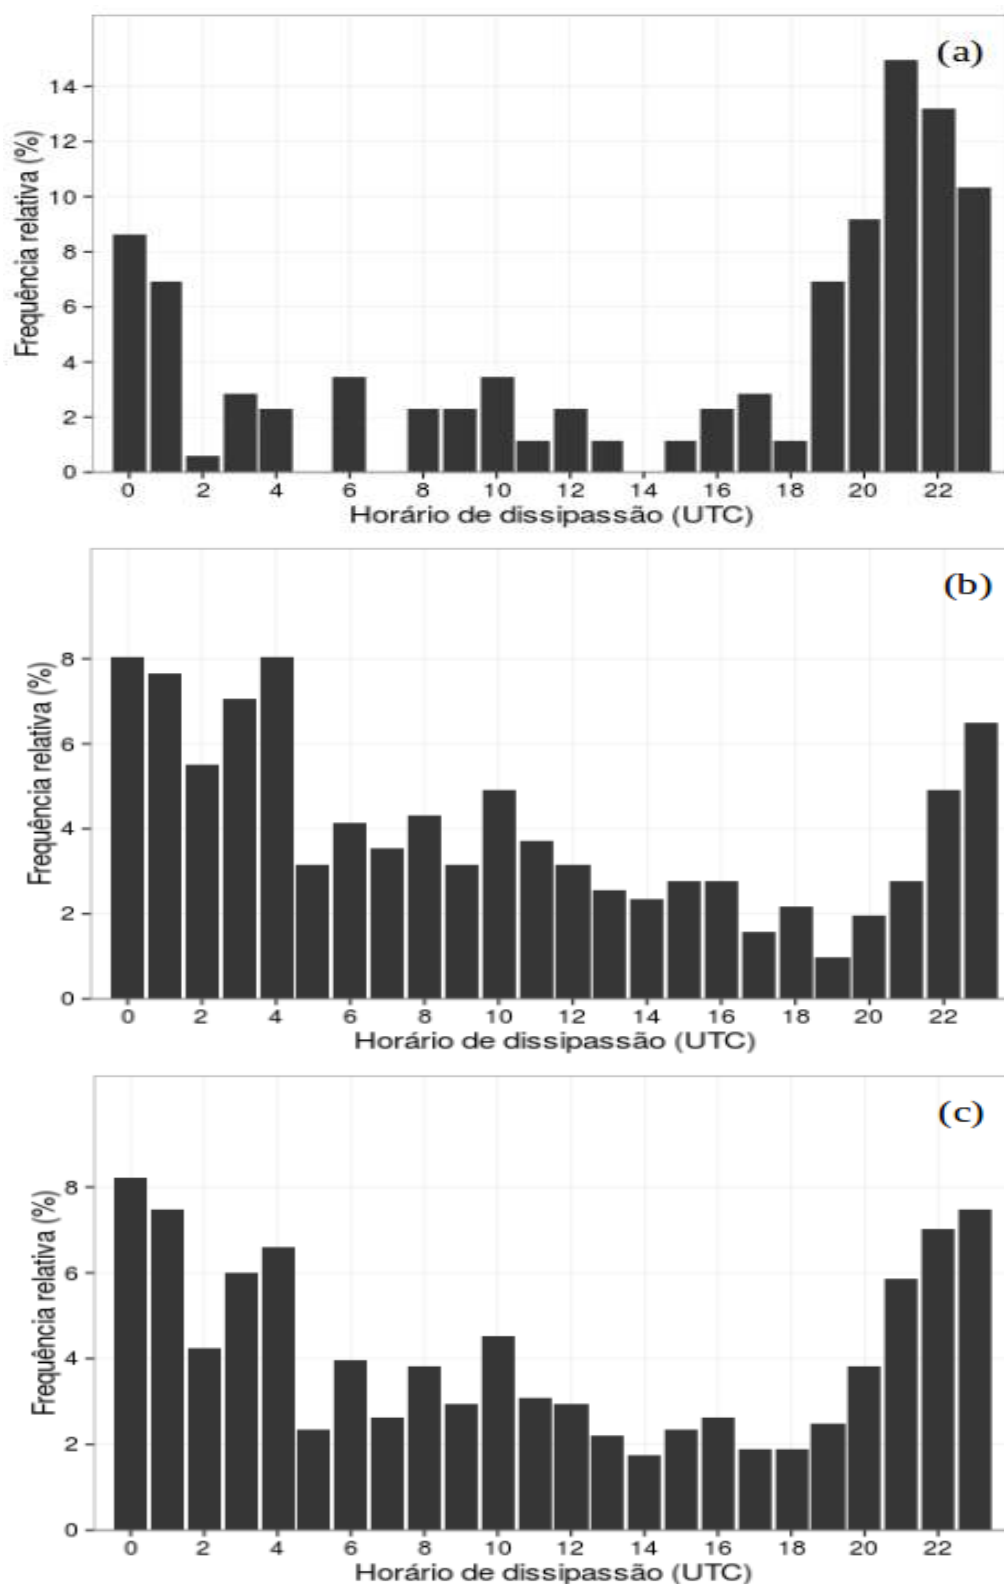 (a)
Frequência relativa (%)
14
12
10
8
6
4
2
0
0 2 4 6 8 10 12 14 16 18 20 22
Horário de dissipassão (UTC)
(b)
Frequência relativa (%)
8
6
4
2
0
0 2 4 6 8 10 12 14 16 18 20 22
Horário de dissipassão (UTC)
(c)
Frequência relativa (%)
8
6
4
2
0
0 2 4 6 8 10 12 14 16 18 20 22
Horário de dissipassão (UTC)